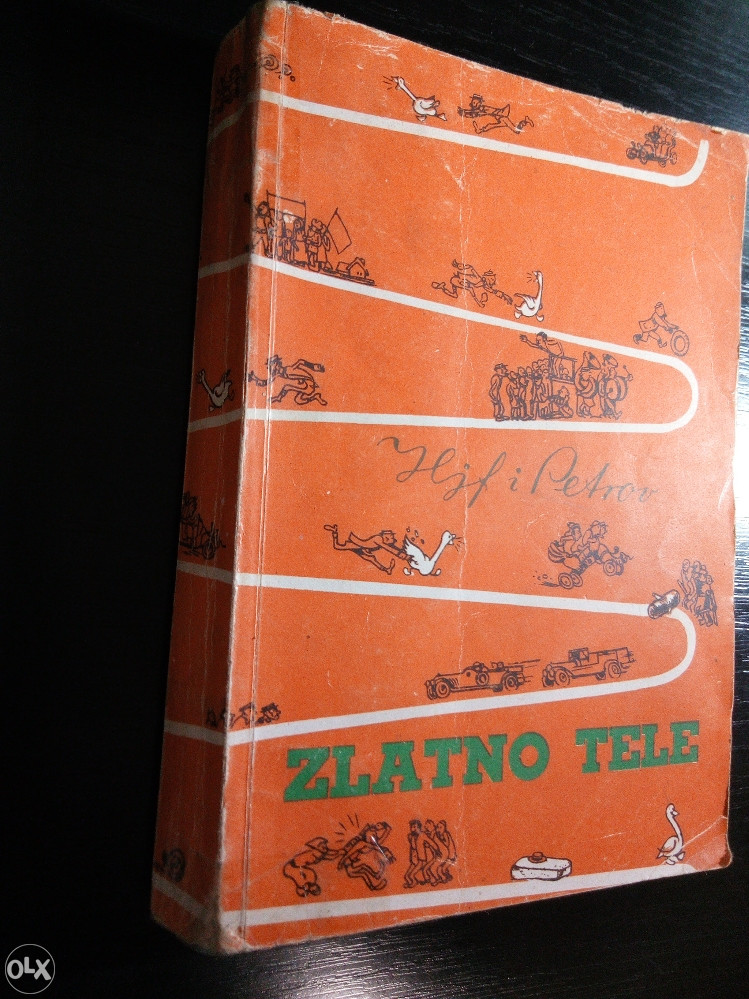 Iljf i Petrov
ZLATNO TELE
OLX